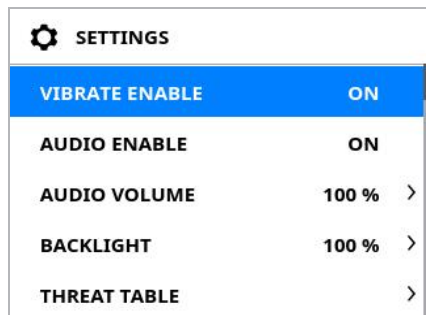 SETTINGS
VIBRATE ENABLE ON
AUDIO ENABLE ON
AUDIO VOLUME 100 % >
BACKLIGHT 100 % >
THREAT TABLE >